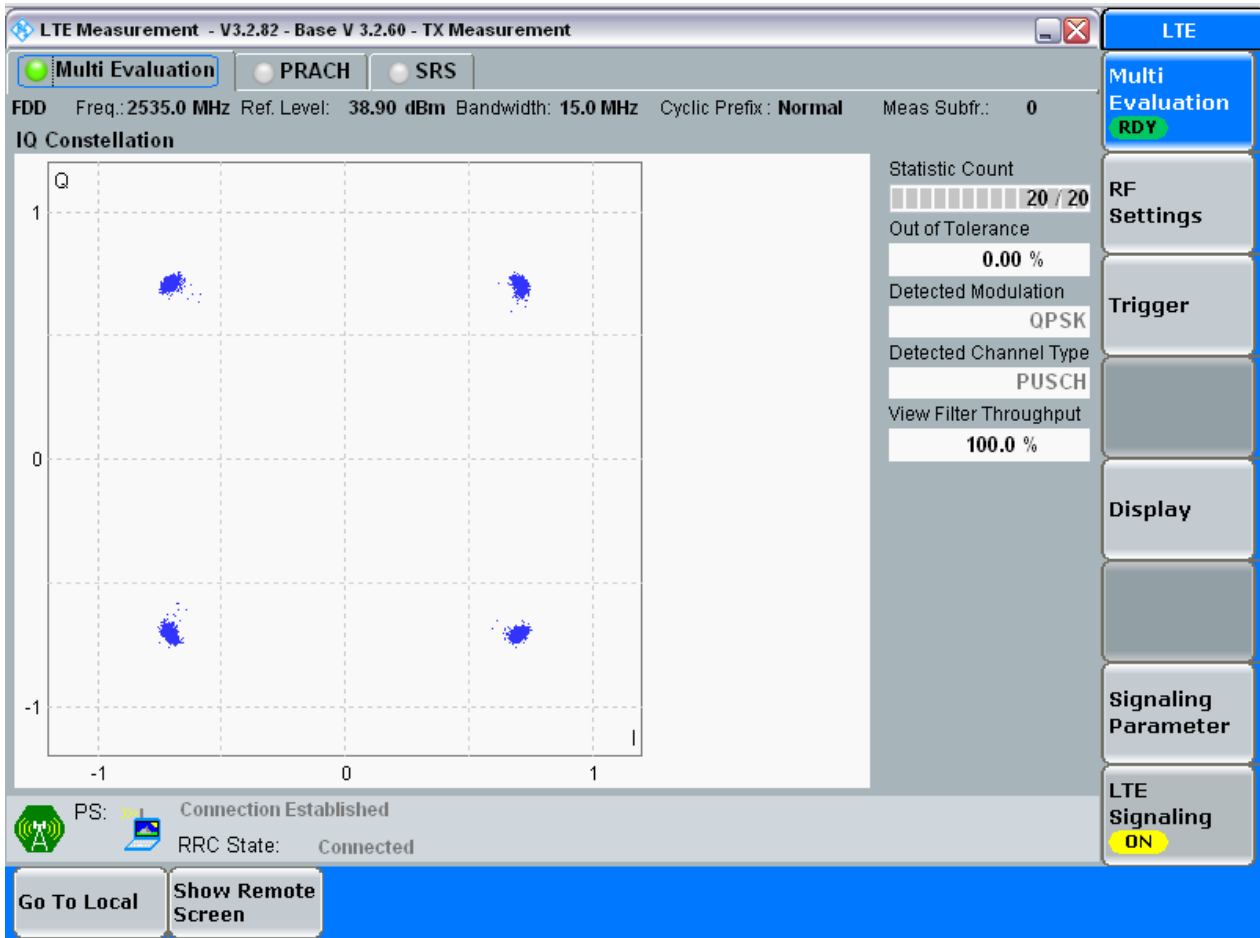 LTE Measurement - V3.2.82 - Base V 3.2.60 - TX Measurement
LTE
Multi Evaluation PRACH SRS
FDD Freq.: 2535.0 MHz Ref. Level: 38.90 dBm Bandwidth: 15.0 MHz Cyclic Prefix : Normal Meas Subfr.: 0
IQ Constellation
Q
1
0
-1
I
-1 0 1
Statistic Count
20 / 20
Out of Tolerance
0.00 %
Detected Modulation
QPSK
Detected Channel Type
PUSCH
View Filter Throughput
100.0 %
Multi
Evaluation
RDY
RF
Settings
Trigger
Display
Signaling
Parameter
LTE
Signaling
ON
PS: Connection Established
RRC State: Connected
Go To Local
Show Remote
Screen